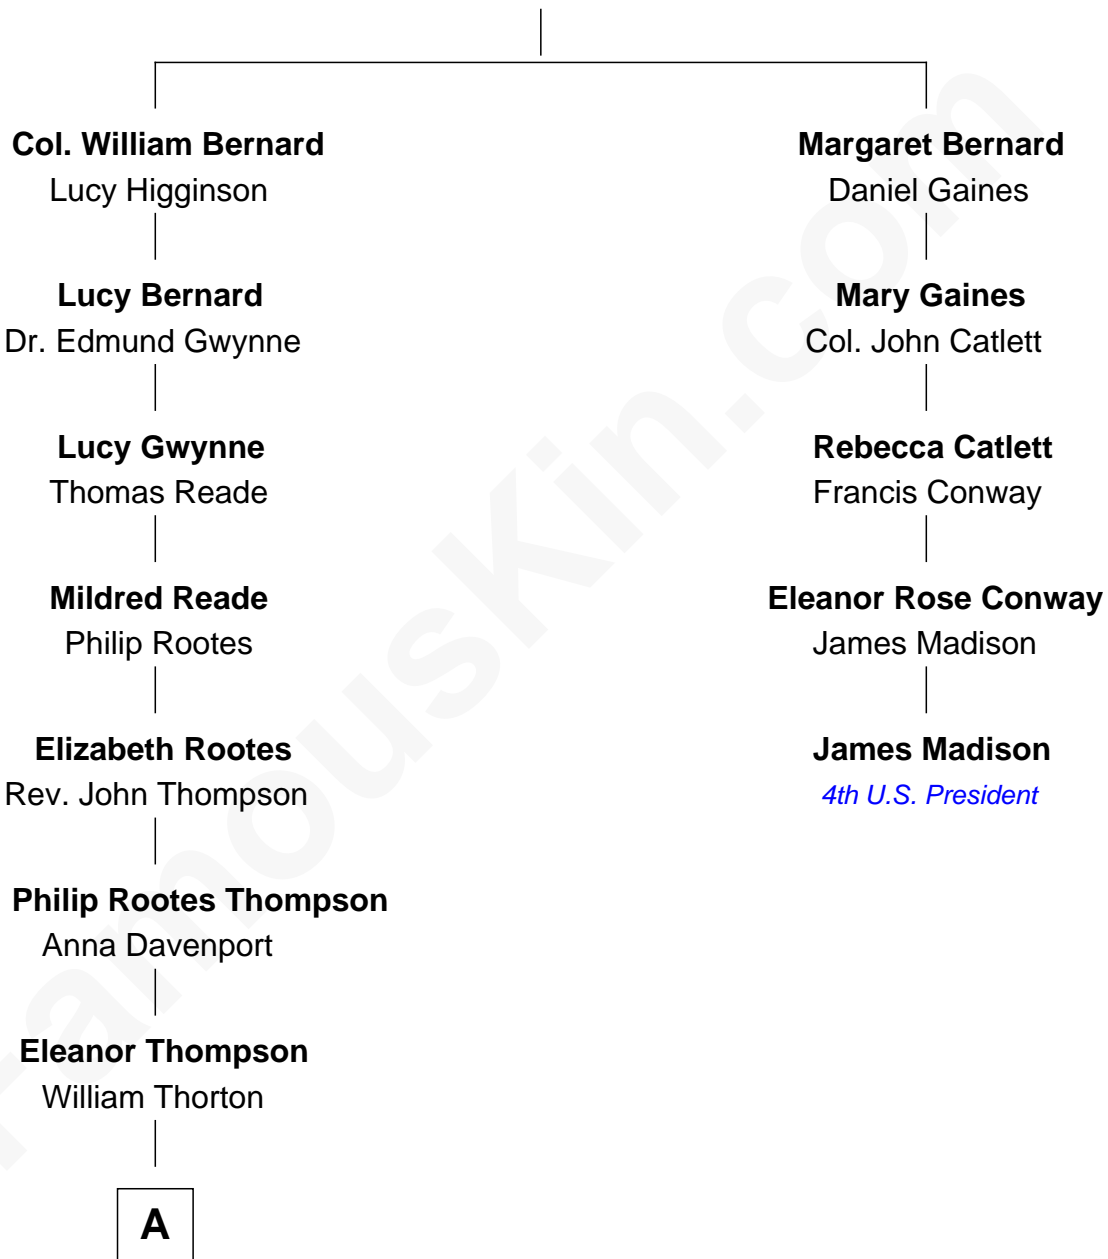 Col. William Bernard
Lucy Higginson
Lucy Bernard
Dr. Edmund Gwynne
Lucy Gwynne
Thomas Reade
Mildred Reade
Philip Rootes
Elizabeth Rootes
Rev. John Thompson
Philip Rootes Thompson
Anna Davenport
Eleanor Thompson
William Thorton
A
Margaret Bernard
Daniel Gaines
Mary Gaines
Col. John Catlett
Rebecca Catlett
Francis Conway
Eleanor Rose Conway
James Madison
James Madison
4th U.S. President
FamousKin.com